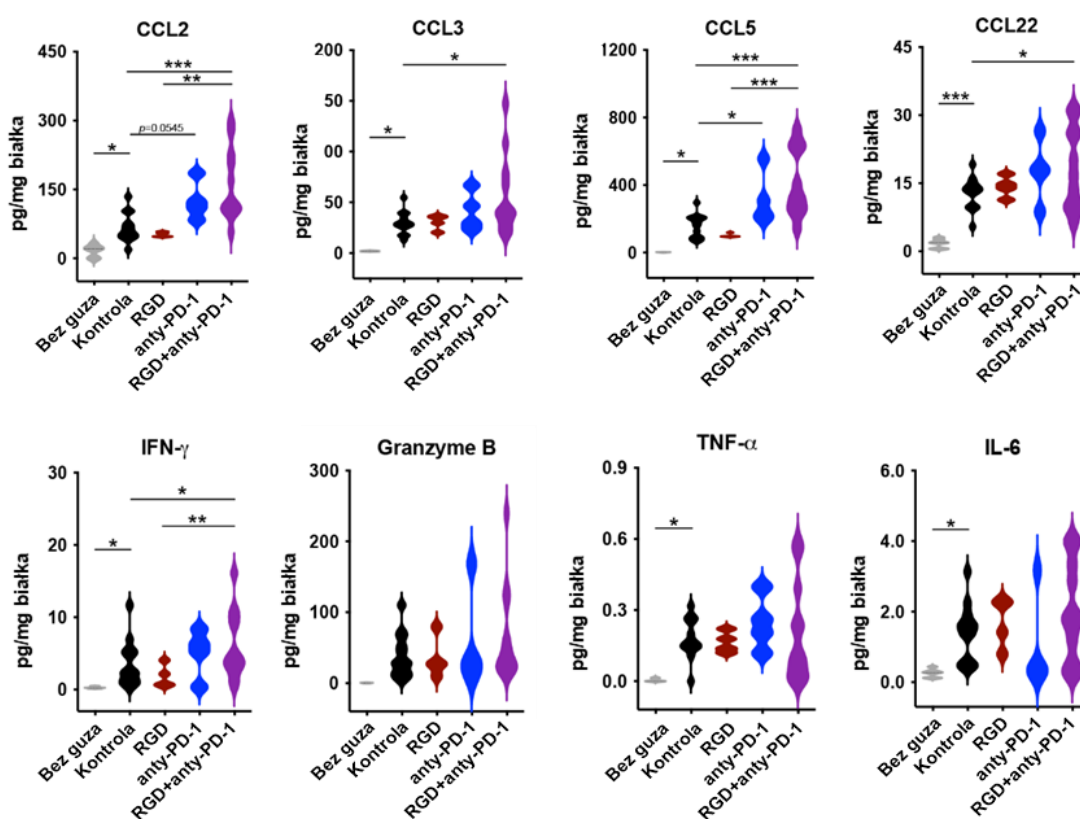 CCL2
pg/mg białka
450
300
150
0
***
**
p=0.0545
*
Bez guza
Kontrola
RGD
anty-PD-1
RGD+anty-PD-1
CCL3
pg/mg białka
200
50
00
50
0
*
*
Bez guza
Kontrola
RGD
anty-PD-1
RGD+anty-PD-1
CCL5
pg/mg białka
1200
800
400
0
***
***
*
*
Bez guza
Kontrola
RGD
anty-PD-1
RGD+anty-PD-1
CCL22
pg/mg białka
45
30
15
0
*
***
Bez guza
Kontrola
RGD
anty-PD-1
RGD+anty-PD-1
IFN-γ
pg/mg białka
30
20
10
0
*
**
*
Bez guza
Kontrola
RGD
anty-PD-1
RGD+anty-PD-1
Granzyme B
pg/mg białka
300
200
100
0
Bez guza
Kontrola
RGD
anty-PD-1
RGD+anty-PD-1
TNF-α
pg/mg białka
0.9
0.6
0.3
0.0
*
Bez guza
Kontrola
RGD
anty-PD-1
RGD+anty-PD-1
IL-6
pg/mg białka
6.0
4.0
2.0
0.0
*
Bez guza
Kontrola
RGD
anty-PD-1
RGD+anty-PD-1